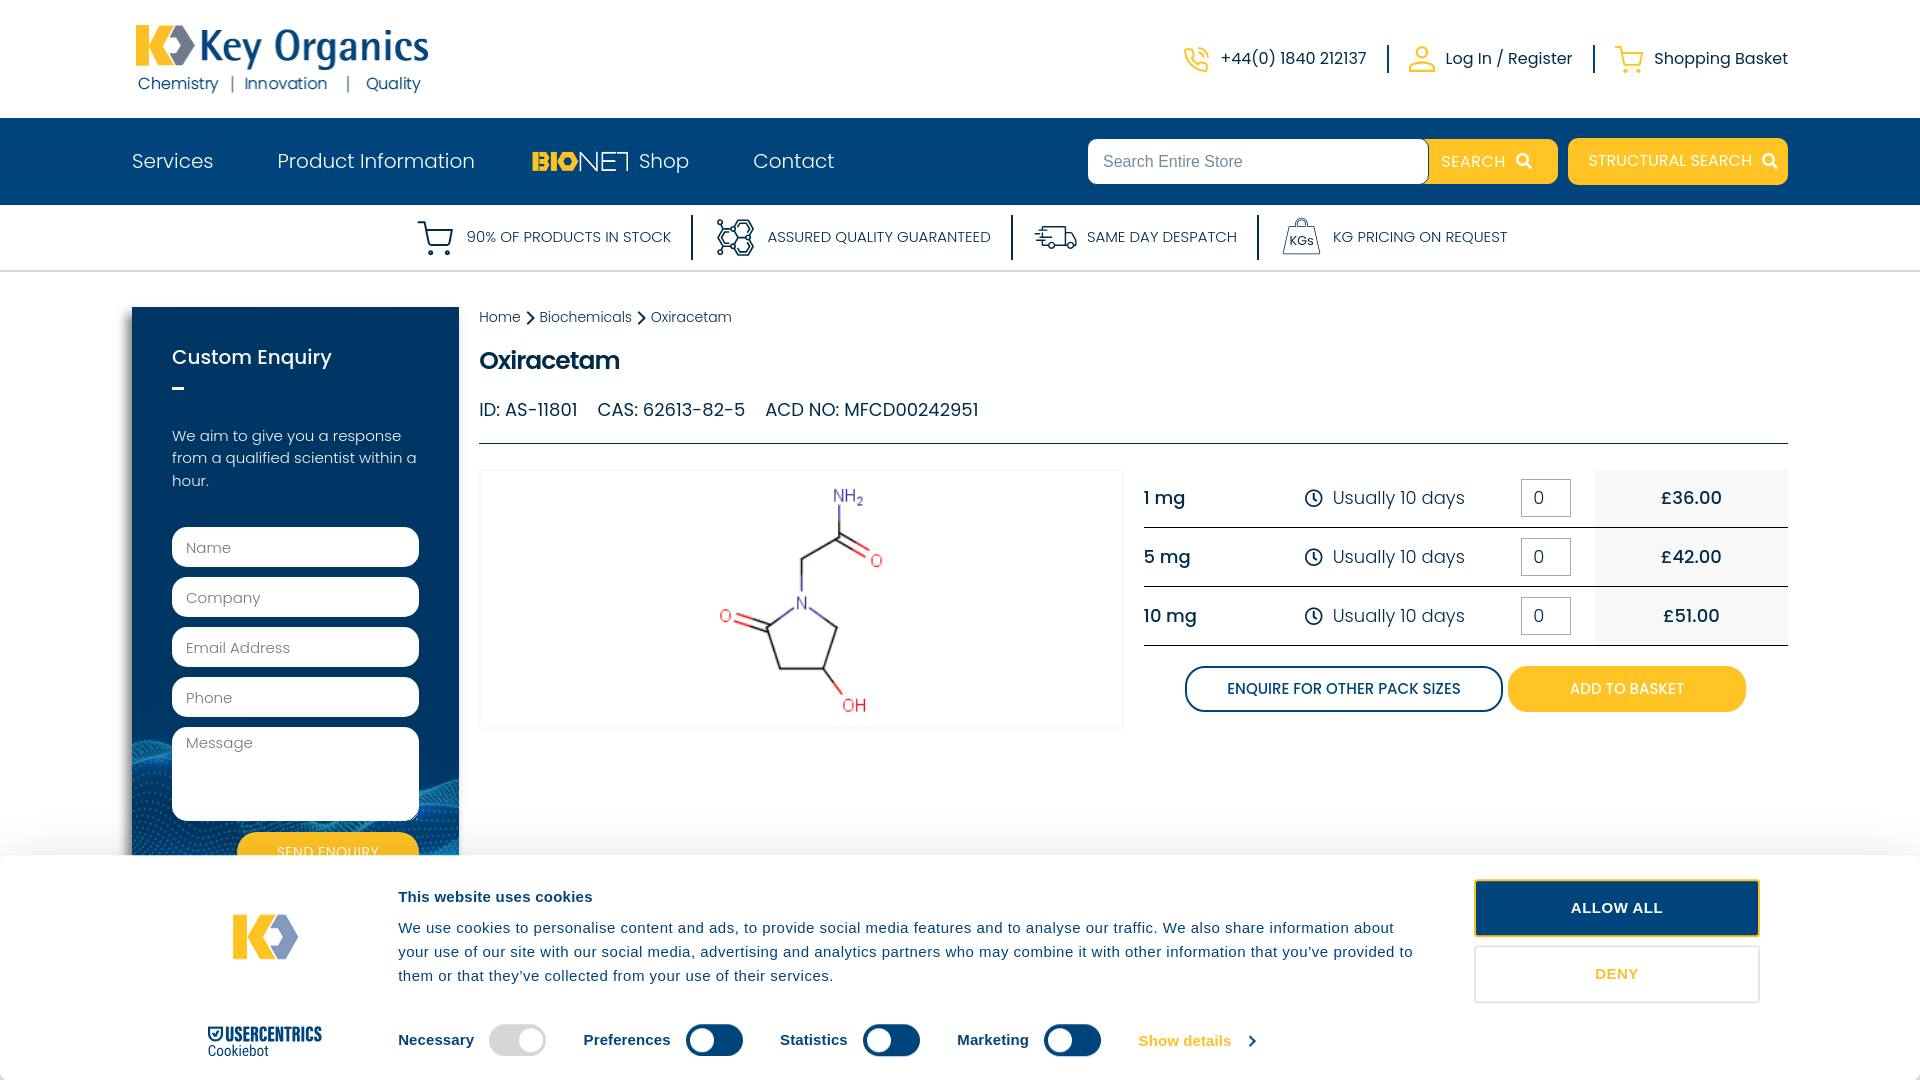 Key Organics
Chemistry | Innovation | Quality
+44(0) 1840 212137
Log In / Register
Shopping Basket
Services
Product Information
BIONET Shop
Contact
Search Entire Store
SEARCH
STRUCTURAL SEARCH
90% OF PRODUCTS IN STOCK
ASSURED QUALITY GUARANTEED
SAME DAY DESPATCH
KGs
KG PRICING ON REQUEST
Custom Enquiry
We aim to give you a response
from a qualified scientist within a
hour.
Name
Company
Email Address
Phone
Message
SEND ENQUIRY
Home Biochemicals Oxiracetam
Oxiracetam
ID: AS-11801 CAS: 62613-82-5 ACD NO: MFCD00242951
NH2
O
N
O
OH
1 mg Usually 10 days 0 £36.00
5 mg Usually 10 days 0 £42.00
10 mg Usually 10 days 0 £51.00
ENQUIRE FOR OTHER PACK SIZES
ADD TO BASKET
This website uses cookies
We use cookies to personalise content and ads, to provide social media features and to analyse our traffic. We also share information about
your use of our site with our social media, advertising and analytics partners who may combine it with other information that you’ve provided to
them or that they’ve collected from your use of their services.
ALLOW ALL
DENY
USERCENTRICS
Cookiebot
Necessary
Preferences
Statistics
Marketing
Show details